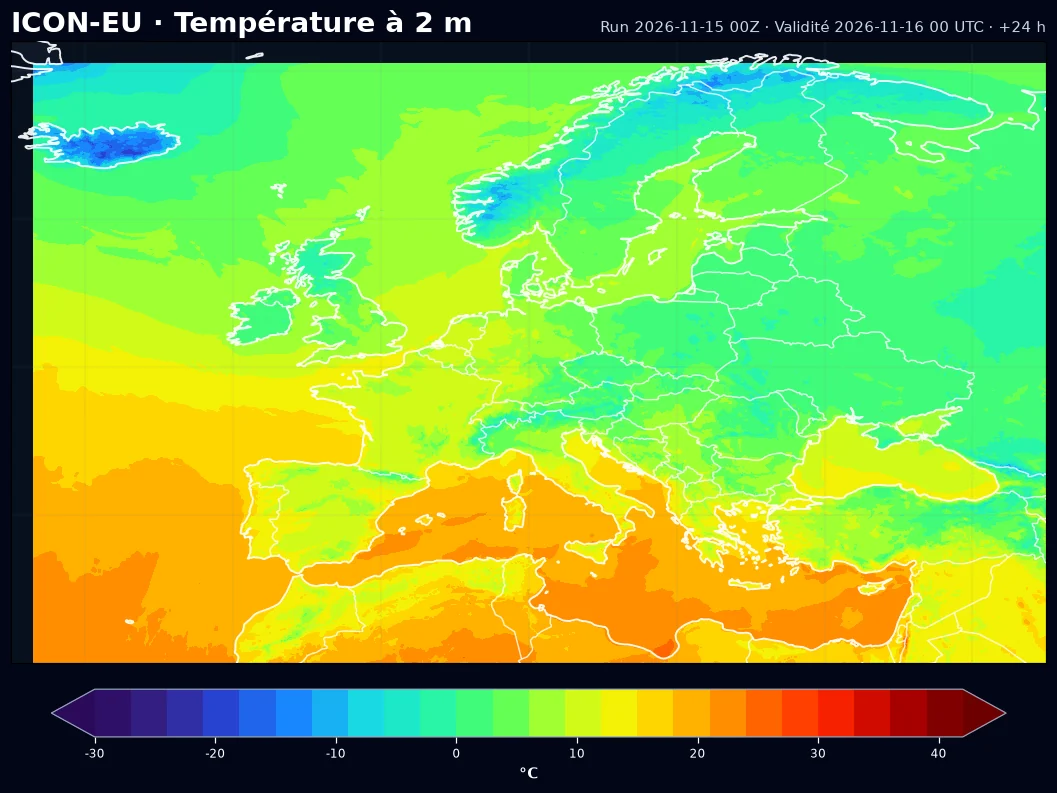 ICON-EU · Température à 2 m
Run 2026-11-15 00Z · Validité 2026-11-16 00 UTC · +24 h
-30 -20 -10 0 10 20 30 40
°C